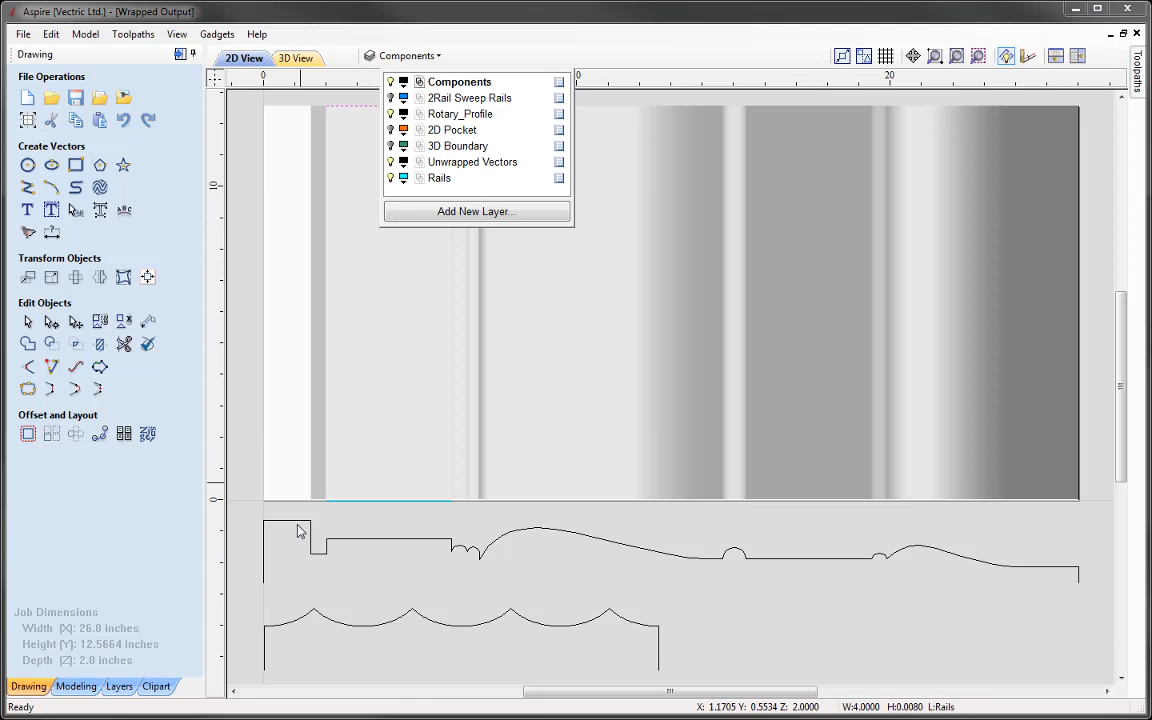 Aspire {Vectric Ltd.} - [Wrapped Output]
File Edit Model Toolpaths View Gadgets Help
Drawing
2D View
3D View
Components
File Operations
Create Vectors
Transform Objects
Edit Objects
Offset and Layout
Job Dimensions
Width (X): 26.0 inches
Height (Y): 12.5664 inches
Depth (Z): 2.0 inches
Drawing Modeling Layers Clipart
Ready
0
0
20
10
0
Components
2Rail Sweep Rails
Rotary_Profile
2D Pocket
3D Boundary
Unwrapped Vectors
Rails
Add New Layer...
Toolpaths
X: 1.1705 Y: 0.5534 Z: 2.0000
W:4.0000 H:0.0080 L:Rails